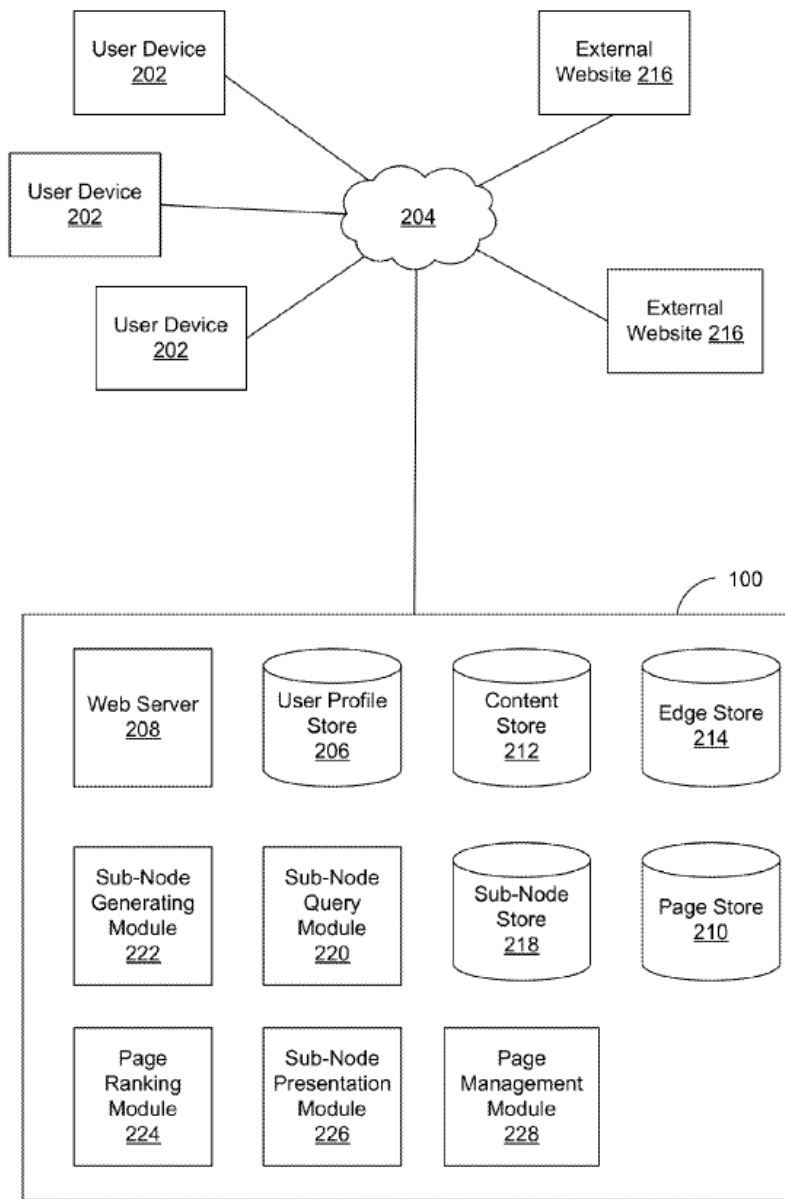 User Device
202
External
Website 216
User Device
202
204
User Device
202
External
Website 216
100
Web Server
208
User Profile
Store
206
Content
Store
212
Edge Store
214
Sub-Node
Generating
Module
222
Sub-Node
Query
Module
220
Sub-Node
Store
218
Page Store
210
Page
Ranking
Module
224
Sub-Node
Presentation
Module
226
Page
Management
Module
228